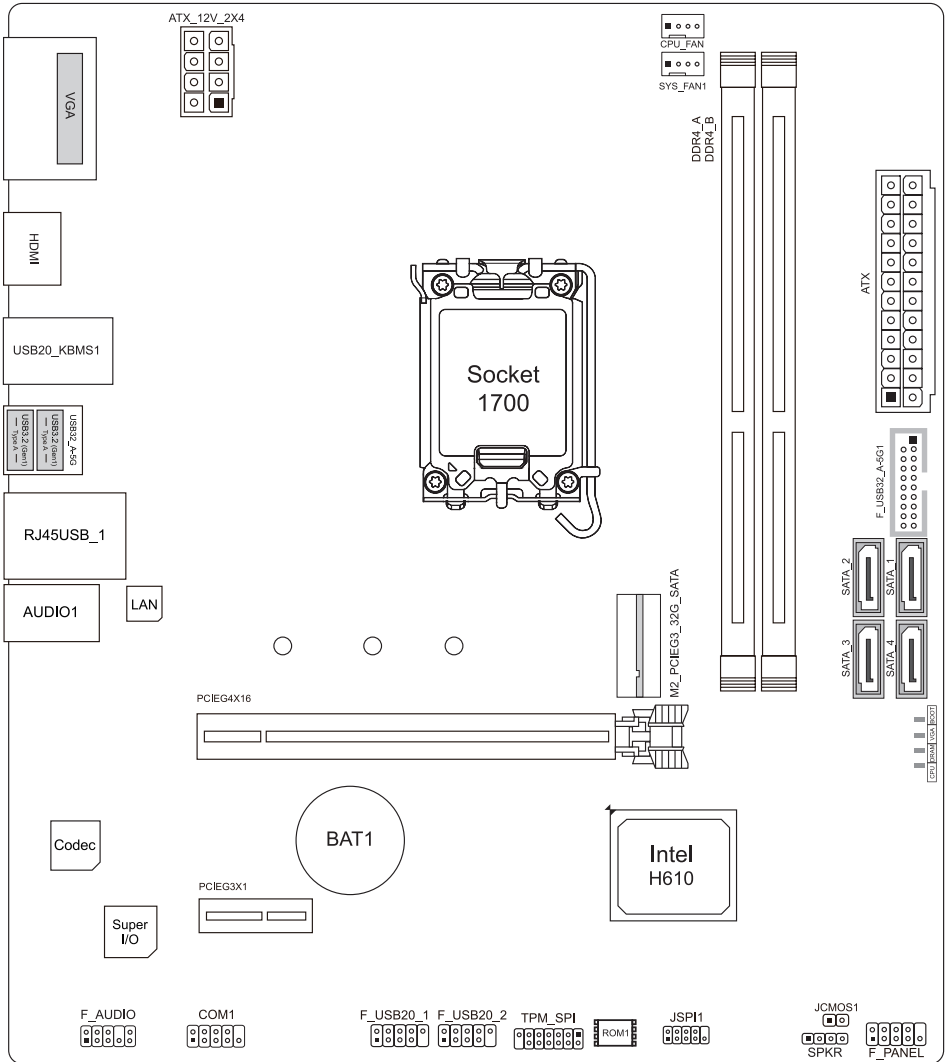 ATX_12V_2X4
CPU_FAN
SYS_FAN1
VGA
DDR4_A
DDR4_B
HDMI
ATX
USB20_KBMS1
Socket
1700
USB32_A-5G
USB3.2 (Gen1)
Type A
USB3.2 (Gen1)
Type A
F_USB32_A-5G1
RJ45USB_1
SATA_2
SATA_1
AUDIO1
LAN
M2_PCIEG3_32G_SATA
SATA_3
SATA_4
PCIEG4X16
BOOT
VGA
DRAM
CPU
BAT1
Codec
Intel
H610
PCIEG3X1
Super
I/O
F_AUDIO
COM1
F_USB20_1
F_USB20_2
TPM_SPI
ROM1
JSPI1
JCMOS1
SPKR
F_PANEL